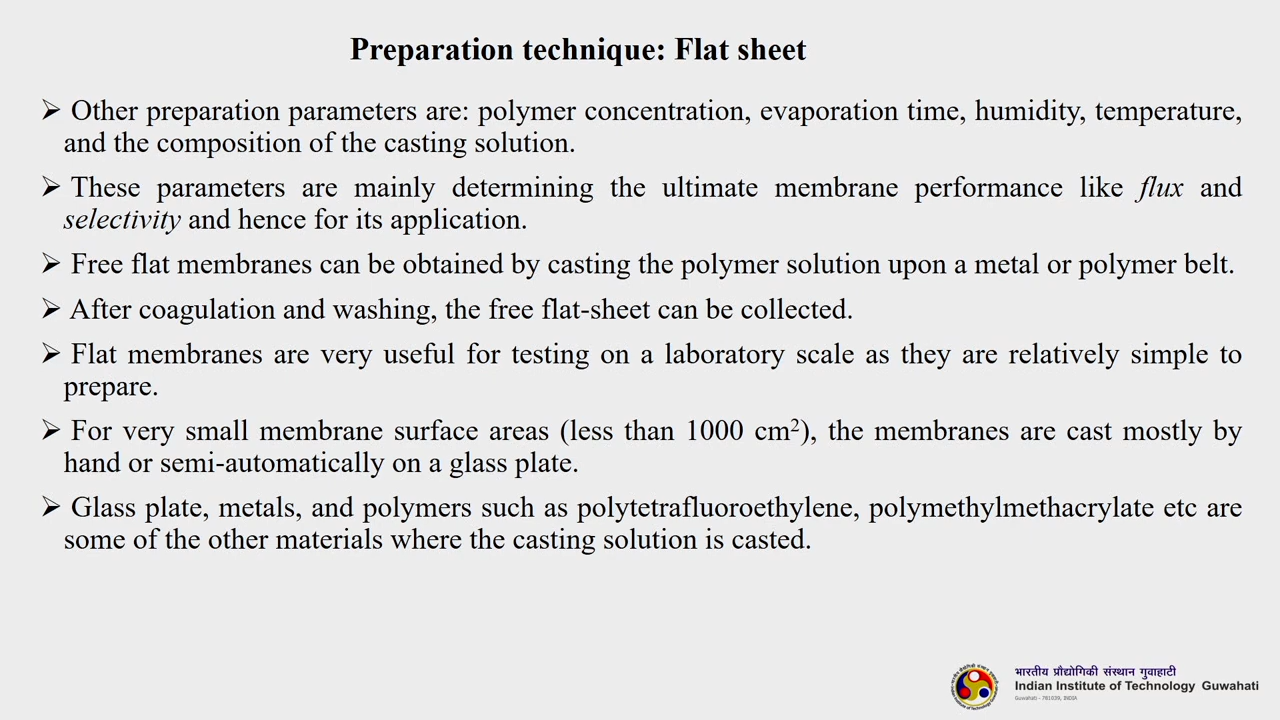 Preparation technique: Flat sheet
➢ Other preparation parameters are: polymer concentration, evaporation time, humidity, temperature,
and the composition of the casting solution.
➢ These parameters are mainly determining the ultimate membrane performance like flux and
selectivity and hence for its application.
➢ Free flat membranes can be obtained by casting the polymer solution upon a metal or polymer belt.
➢ After coagulation and washing, the free flat-sheet can be collected.
➢ Flat membranes are very useful for testing on a laboratory scale as they are relatively simple to
prepare.
➢ For very small membrane surface areas (less than 1000 cm²), the membranes are cast mostly by
hand or semi-automatically on a glass plate.
➢ Glass plate, metals, and polymers such as polytetrafluoroethylene, polymethylmethacrylate etc are
some of the other materials where the casting solution is casted.
भारतीय प्रौद्योगिकी संस्थान गुवाहाटी
Indian Institute of Technology Guwahati
Guwahati - 781039, INDIA